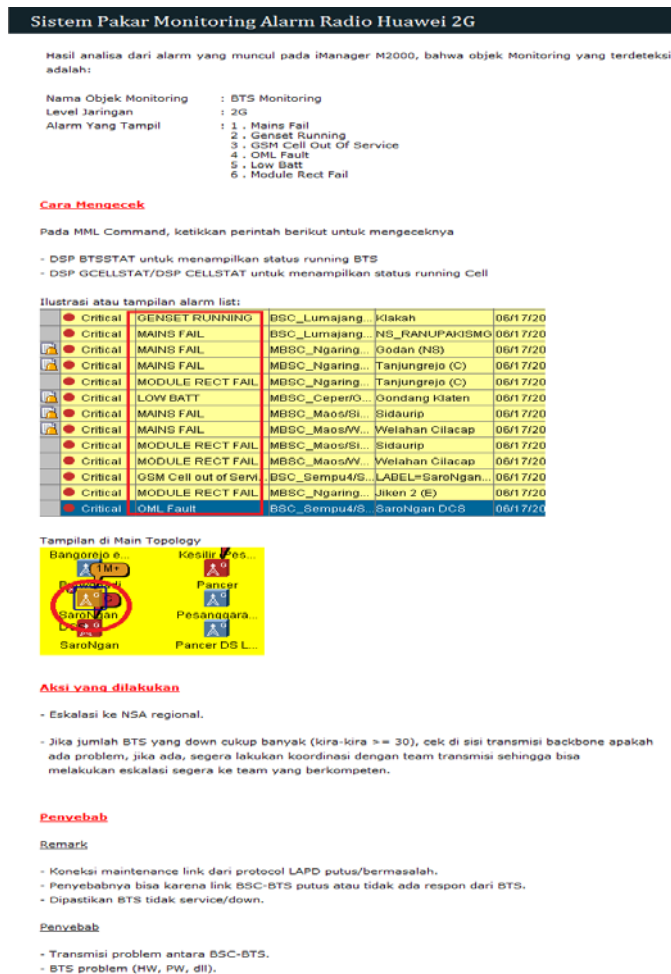 Sistem Pakar Monitoring Alarm Radio Huawei 2G
Hasil analisa dari alarm yang muncul pada iManager M2000, bahwa objek Monitoring yang terdeteksi
adalah:
Nama Objek Monitoring : BTS Monitoring
Level Jaringan : 2G
Alarm Yang Tampil : 1 . Mains Fail
2 . Genset Running
3 . GSM Cell Out Of Service
4 . OML Fault
5 . Low Batt
6 . Module Rect Fail
Cara Mengecek
Pada MML Command, ketikkan perintah berikut untuk mengeceknya
- DSP BTSSTAT untuk menampilkan status running BTS
- DSP GCELLSTAT/DSP CELLSTAT untuk menampilkan status running Cell
Ilustrasi atau tampilan alarm list:
Critical GENSET RUNNING BSC_Lumajang... Klakah 06/17/20
Critical MAINS FAIL BSC_Lumajang... NS_RANUPAKISMG 06/17/20
Critical MAINS FAIL MBSC_Ngaring... Godan (NS) 06/17/20
Critical MAINS FAIL MBSC_Ngaring... Tanjungrejo (C) 06/17/20
Critical MODULE RECT FAIL MBSC_Ngaring... Tanjungrejo (C) 06/17/20
Critical LOW BATT MBSC_Ceper/G... Gondang Klaten 06/17/20
Critical MAINS FAIL MBSC_Maos/Si... Sidaurip 06/17/20
Critical MAINS FAIL MBSC_Maos/W... Welahan Cilacap 06/17/20
Critical MODULE RECT FAIL MBSC_Maos/Si... Sidaurip 06/17/20
Critical MODULE RECT FAIL MBSC_Maos/W... Welahan Cilacap 06/17/20
Critical GSM Cell out of Servi... BSC_Sempu4/S... LABEL=SaroNgan... 06/17/20
Critical MODULE RECT FAIL MBSC_Ngaring... Jiken 2 (E) 06/17/20
Critical OML Fault BSC_Sempu4/S... SaroNgan DCS 06/17/20
Tampilan di Main Topology
Bangorejo e... Kesilir Pes...
1M+
Pancer
SaroNgan Pesanggara...
SaroNgan Pancer DS L...
Aksi yang dilakukan
- Eskalasi ke NSA regional.
- Jika jumlah BTS yang down cukup banyak (kira-kira >= 30), cek di sisi transmisi backbone apakah
ada problem, jika ada, segera lakukan koordinasi dengan team transmisi sehingga bisa
melakukan eskalasi segera ke team yang berkompeten.
Penyebab
Remark
- Koneksi maintenance link dari protocol LAPD putus/bermasalah.
- Penyebabnya bisa karena link BSC-BTS putus atau tidak ada respon dari BTS.
- Dipastikan BTS tidak service/down.
Penyebab
- Transmisi problem antara BSC-BTS.
- BTS problem (HW, PW, dll).